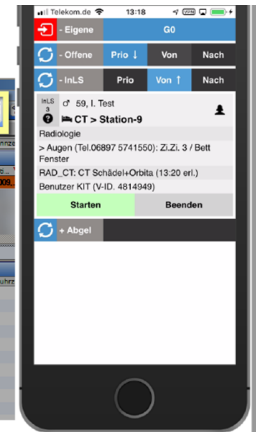 Telekom.de 13:18
- Eigene G0
- Offene Prio ↓ Von Nach
- InLS Prio Von ↑ Nach
InLS ♂ 59, I. Test
3 CT > Station-9
Radiologie
> Augen (Tel.06897 5741550): Zi.Zi. 3 / Bett
Fenster
RAD_CT: CT Schädel+Orbita (13:20 erl.)
Benutzer KIT (V-ID. 4814949)
Starten Beenden
+ Abgel